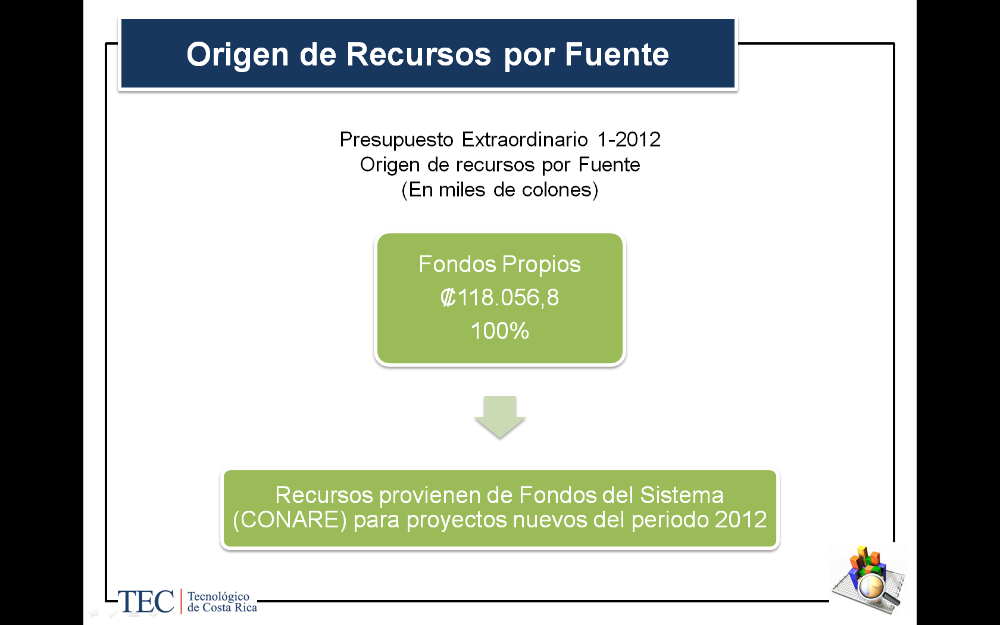 Origen de Recursos por Fuente
Presupuesto Extraordinario 1-2012
Origen de recursos por Fuente
(En miles de colones)
Fondos Propios
₡118.056,8
100%
Recursos provienen de Fondos del Sistema
(CONARE) para proyectos nuevos del periodo 2012
TEC
Tecnológico
de Costa Rica